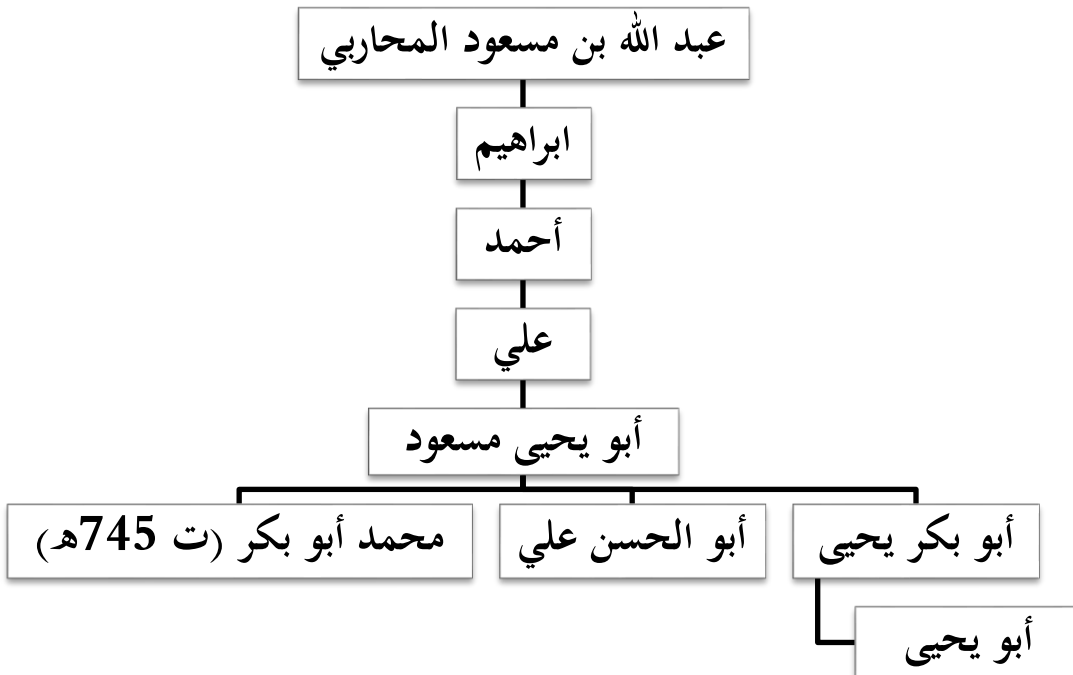 عبد الله بن مسعود المحاربي
ابراهيم
أحمد
علي
أبو يحيى مسعود
أبو بكر يحيى
أبو الحسن علي
محمد أبو بكر (ت 745هـ)
أبو يحيى